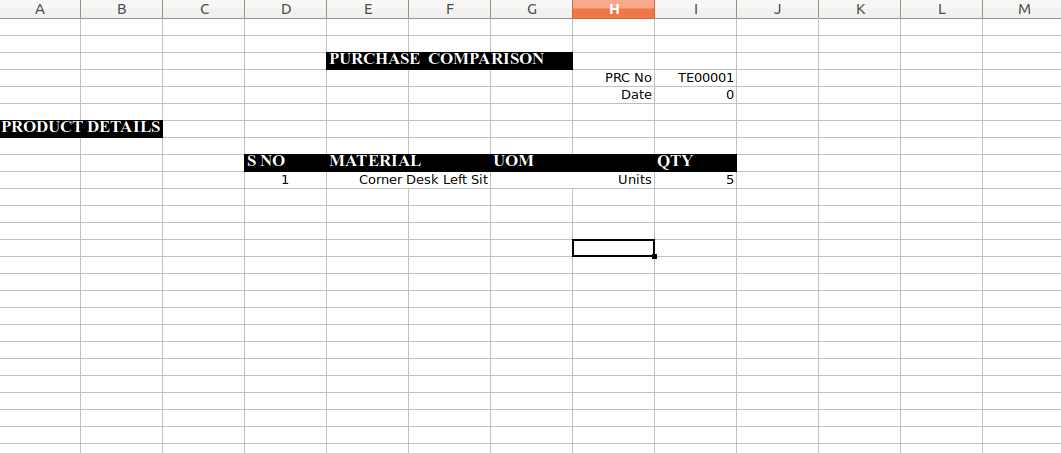 A B C D E F G H I J K L M
PURCHASE  COMPARISON
PRC No TE00001
Date 0
PRODUCT DETAILS
S NO MATERIAL UOM QTY
1 Corner Desk Left Sit Units 5